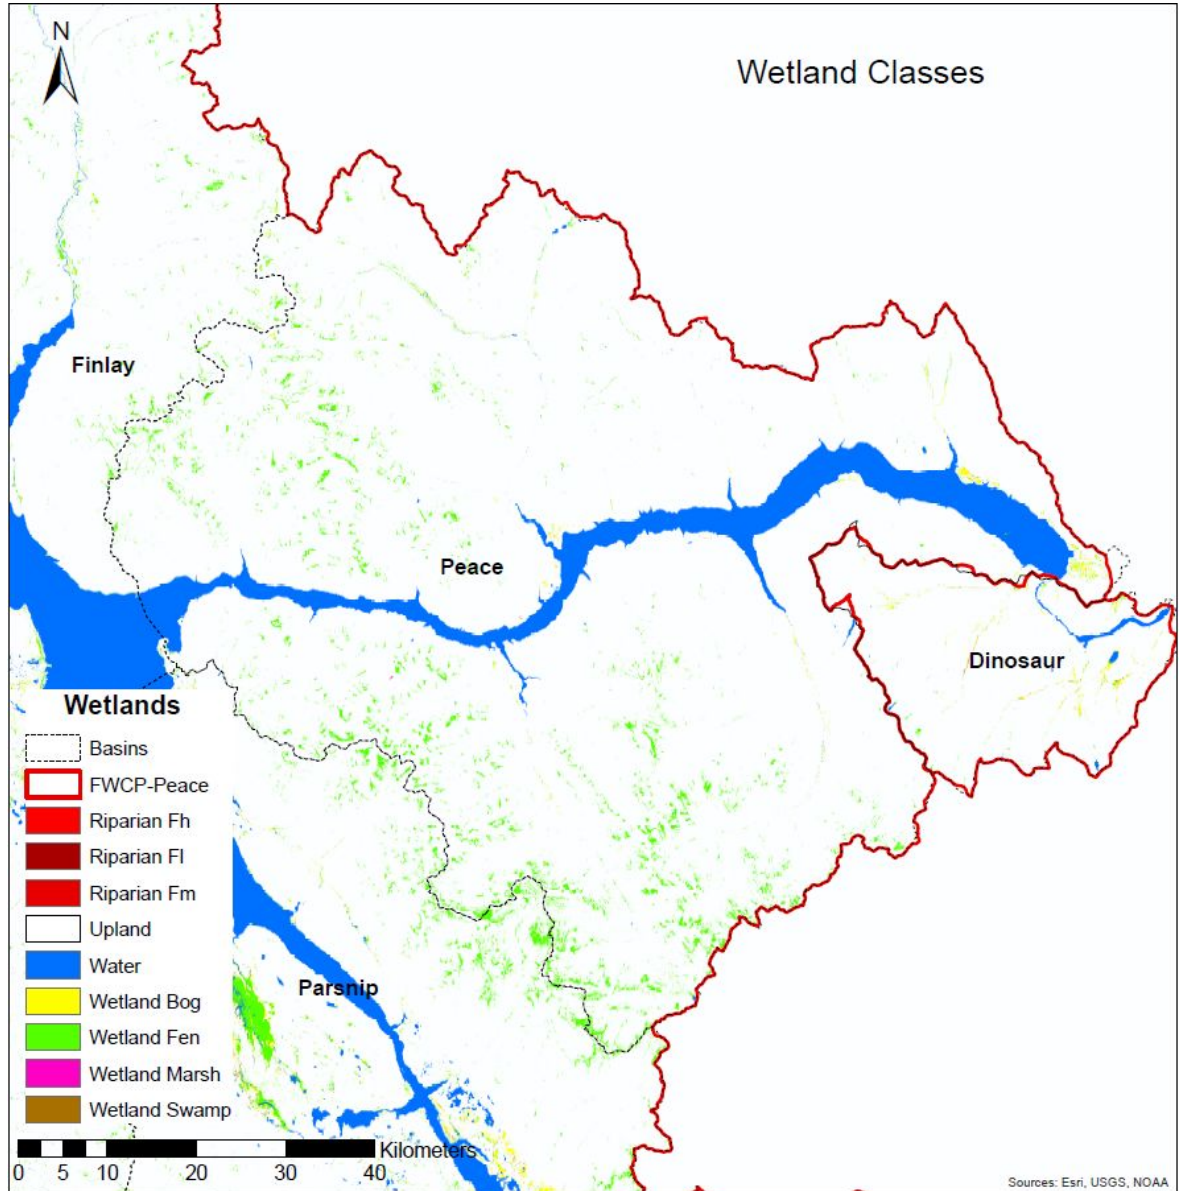 N
Wetland Classes
Finlay
Peace
Dinosaur
Wetlands
Basins
FWCP-Peace
Riparian Fh
Riparian Fl
Riparian Fm
Upland
Water
Wetland Bog
Parsnip
Wetland Fen
Wetland Marsh
Wetland Swamp
Kilometers
0 5 10 20 30 40
Sources: Esri, USGS, NOAA